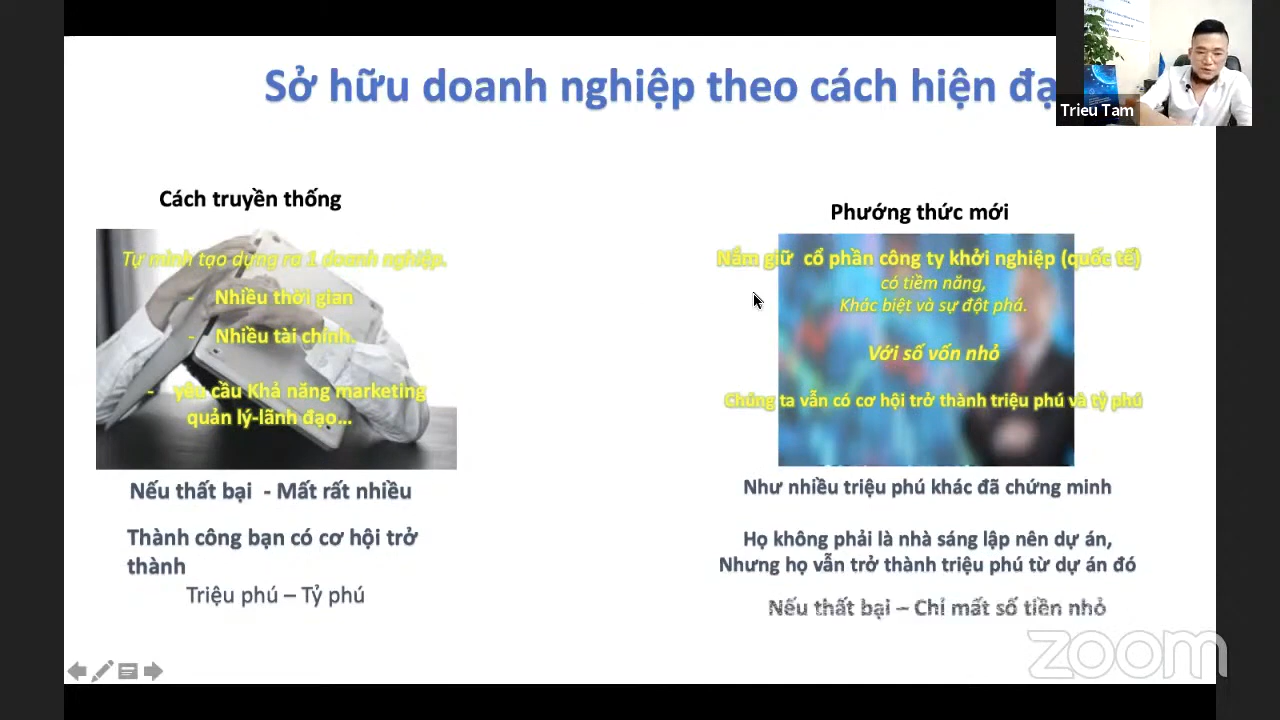 Sở hữu doanh nghiệp theo cách hiện đạ
Trieu Tam
Cách truyền thống
Tự mình tạo dựng ra 1 doanh nghiệp.
- Nhiều thời gian
- Nhiều tài chính.
- yêu cầu Khả năng marketing
quản lý-lãnh đạo...
Nếu thất bại - Mất rất nhiều
Thành công bạn có cơ hội trở
thành
Triệu phú – Tỷ phú
Phướng thức mới
Nắm giữ cổ phần công ty khởi nghiệp (quốc tế)
có tiềm năng,
Khác biệt và sự đột phá.
Với số vốn nhỏ
Chúng ta vẫn có cơ hội trở thành triệu phú và tỷ phú
Như nhiều triệu phú khác đã chứng minh
Họ không phải là nhà sáng lập nên dự án,
Nhưng họ vẫn trở thành triệu phú từ dự án đó
Nếu thất bại – Chỉ mất số tiền nhỏ
zoom